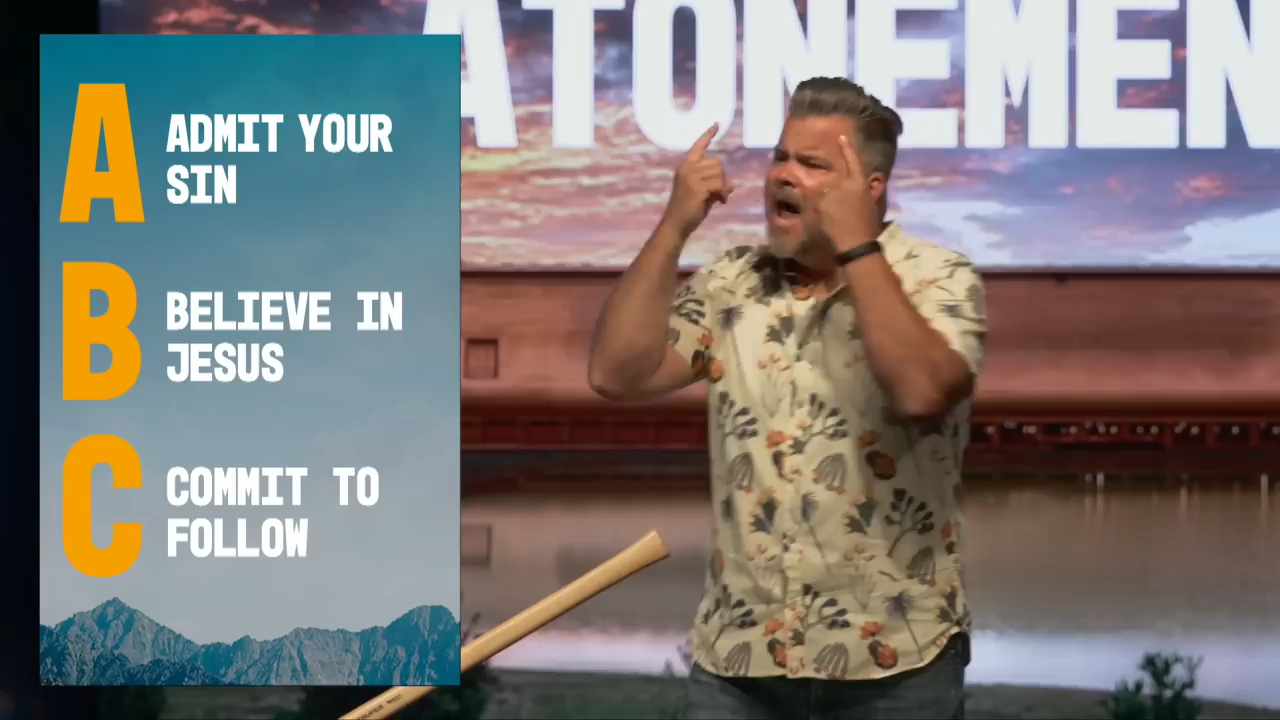 ATONEMEN
A
ADMIT YOUR
SIN
B
BELIEVE IN
JESUS
C
COMMIT TO
FOLLOW